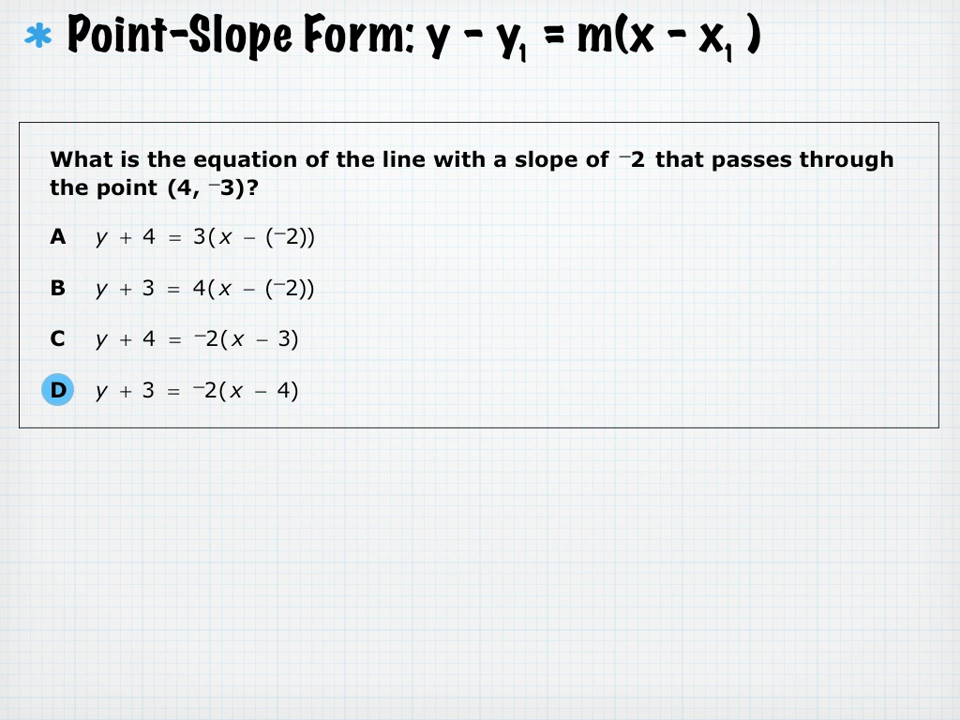 * Point-Slope Form: y - y₁ = m(x - x₁ )
What is the equation of the line with a slope of ⁻2 that passes through
the point (4, ⁻3)?
A y + 4 = 3(x − (⁻2))
B y + 3 = 4(x − (⁻2))
C y + 4 = ⁻2(x − 3)
D y + 3 = ⁻2(x − 4)